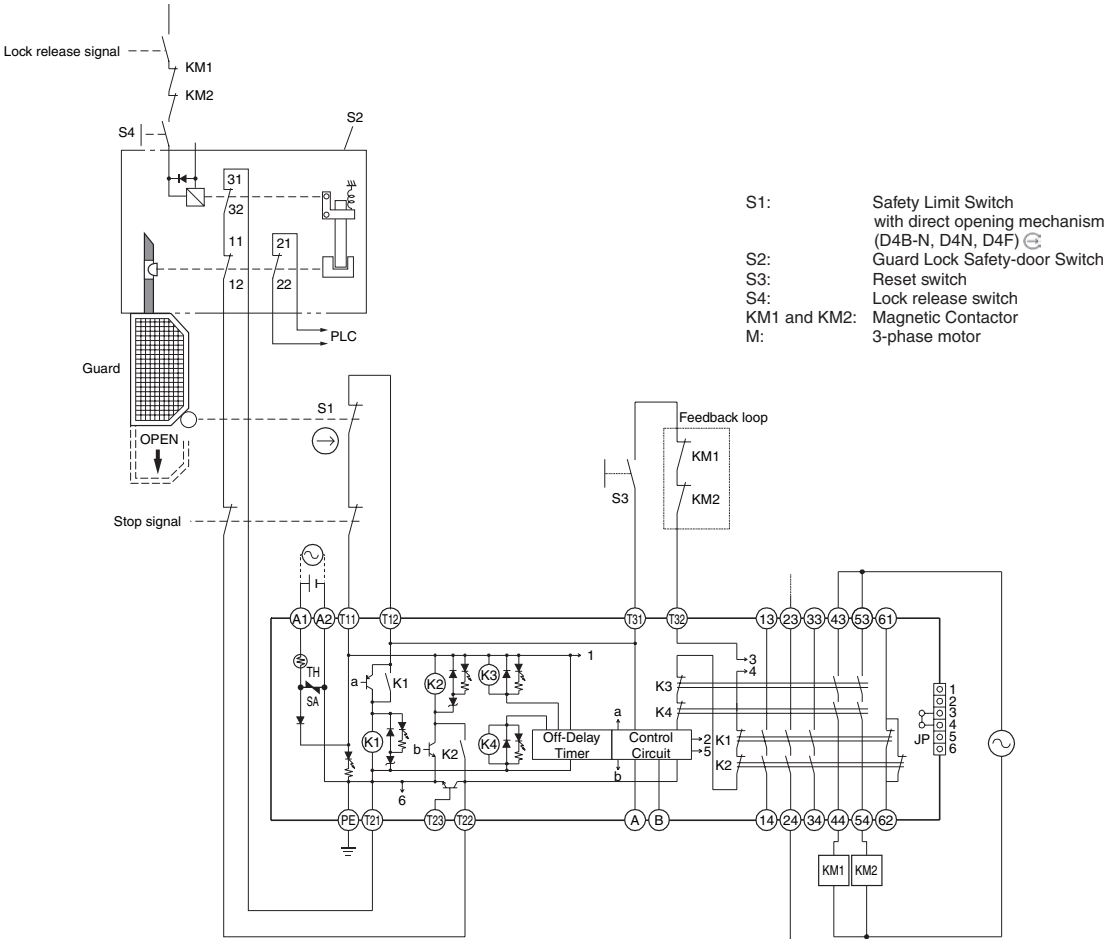 Lock release signal
KM1
KM2
S4
S2
31
32
11
21
12
22
PLC
Guard
OPEN
S1
Stop signal
S1: Safety Limit Switch
with direct opening mechanism
(D4B-N, D4N, D4F)
S2: Guard Lock Safety-door Switch
S3: Reset switch
S4: Lock release switch
KM1 and KM2: Magnetic Contactor
M: 3-phase motor
Feedback loop
KM1
KM2
S3
A1 A2 T11 T12 T31 T32 13 23 33 43 53 61
1
3
4
TH
SA
a
K1
K2
K3
K3
K4
a
K1
b
K2
K4
Off-Delay
Timer
Control
Circuit
2
5
K1
K2
b
6
JP
1
2
3
4
5
6
PE T21 T23 T22 A B 14 24 34 44 54 62
KM1 KM2